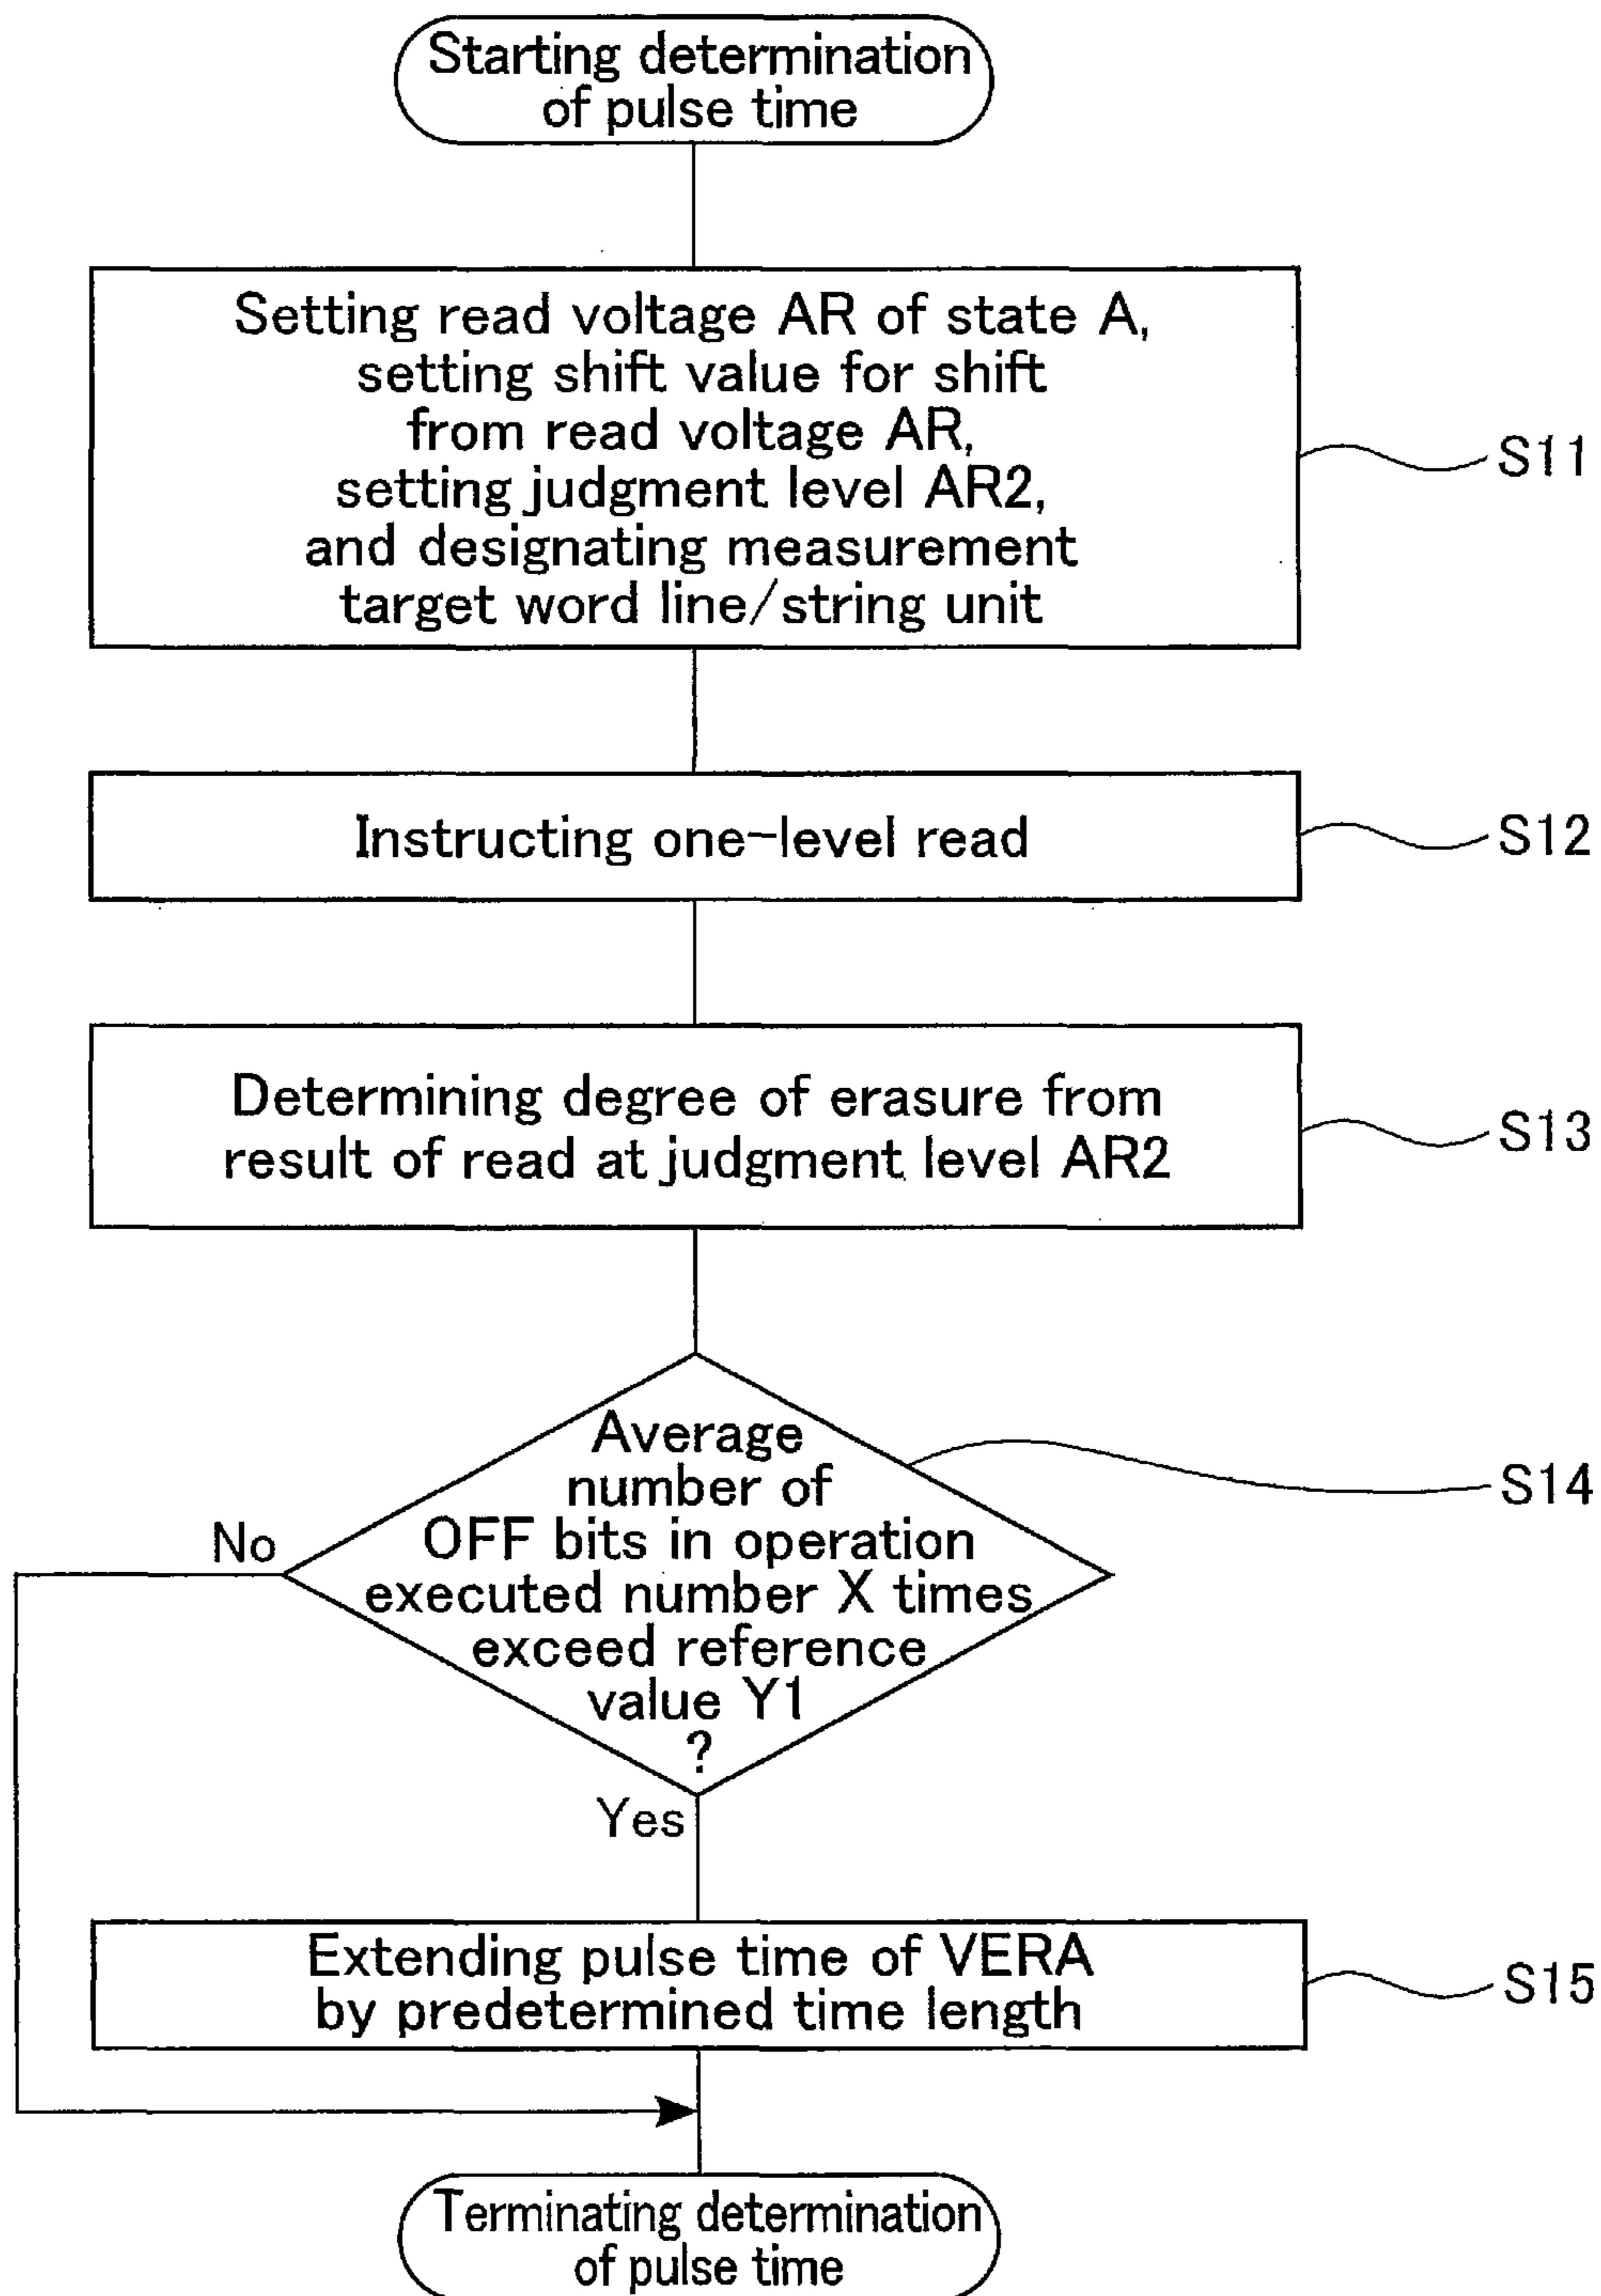 Starting determination
of pulse time
Setting read voltage AR of state A,
setting shift value for shift
from read voltage AR,
setting judgment level AR2,
and designating measurement
target word line/string unit
S11
Instructing one-level read
S12
Determining degree of erasure from
result of read at judgment level AR2
S13
Average
number of
OFF bits in operation
executed number X times
exceed reference
value Y1
?
S14
No
Yes
Extending pulse time of VERA
by predetermined time length
S15
Terminating determination
of pulse time